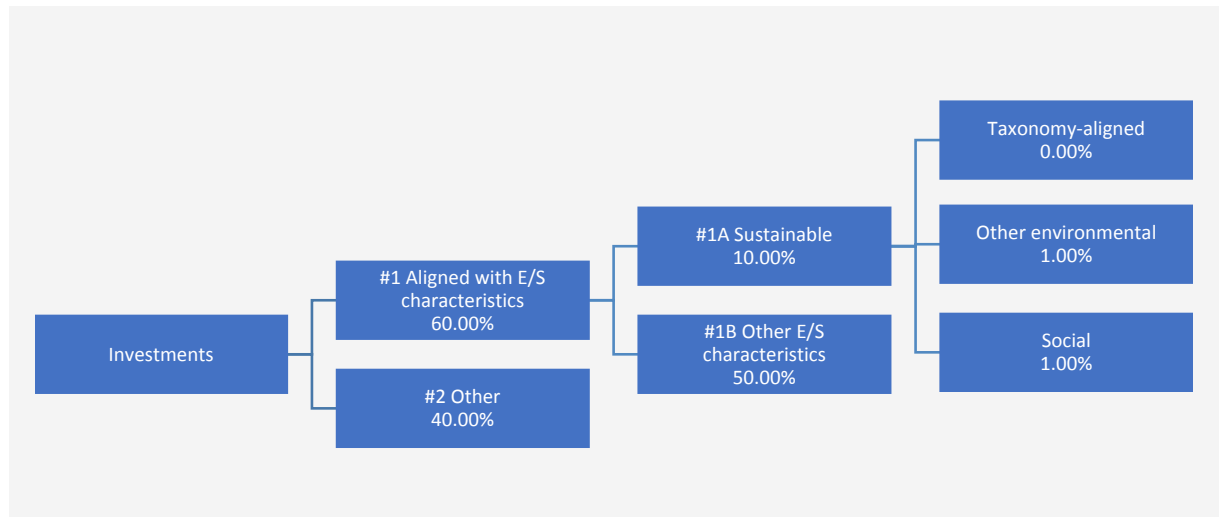 Investments
#1 Aligned with E/S
characteristics
60.00%
#2 Other
40.00%
#1A Sustainable
10.00%
#1B Other E/S
characteristics
50.00%
Taxonomy-aligned
0.00%
Other environmental
1.00%
Social
1.00%